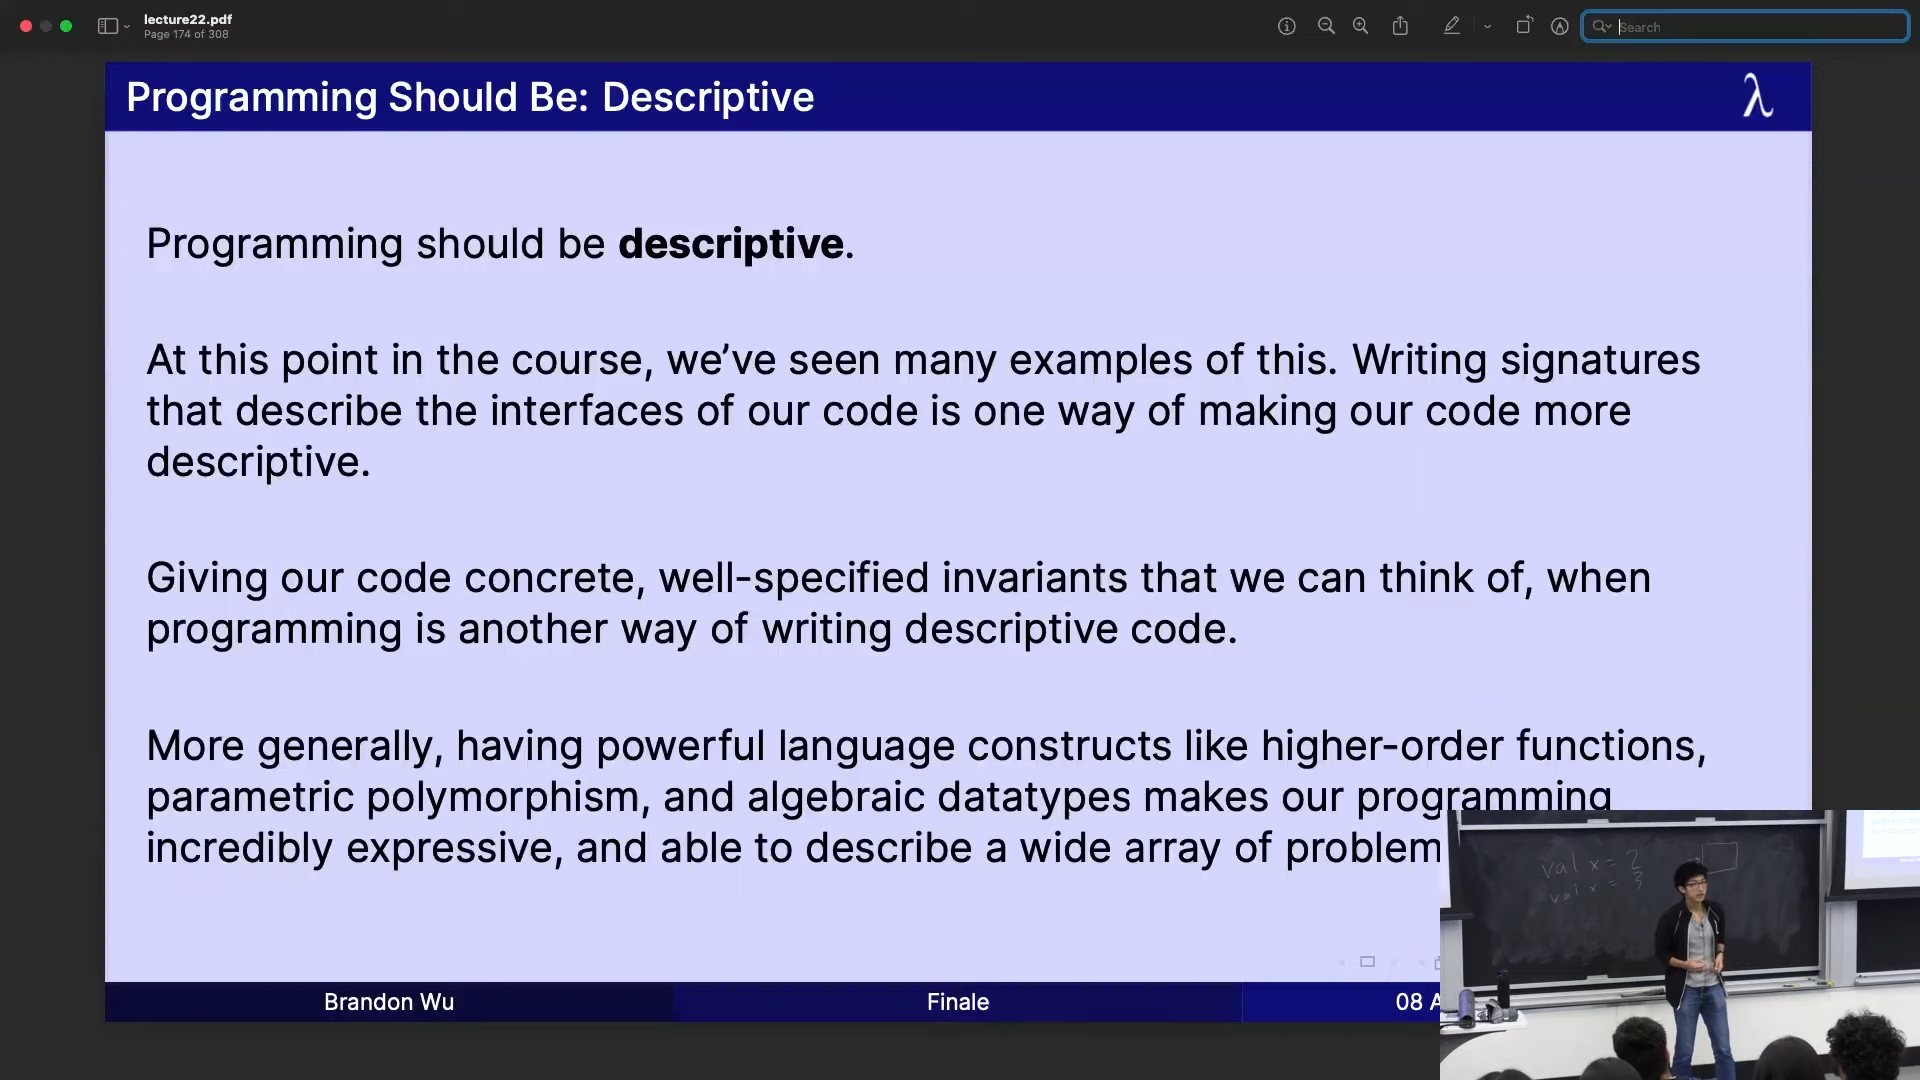 lecture22.pdf
Page 174 of 308
Search
Programming Should Be: Descriptive
λ
Programming should be descriptive.
At this point in the course, we’ve seen many examples of this. Writing signatures
that describe the interfaces of our code is one way of making our code more
descriptive.
Giving our code concrete, well-specified invariants that we can think of, when
programming is another way of writing descriptive code.
More generally, having powerful language constructs like higher-order functions,
parametric polymorphism, and algebraic datatypes makes our programming
incredibly expressive, and able to describe a wide array of problem
val x = 2
val x = 3
Brandon Wu
Finale
08 A